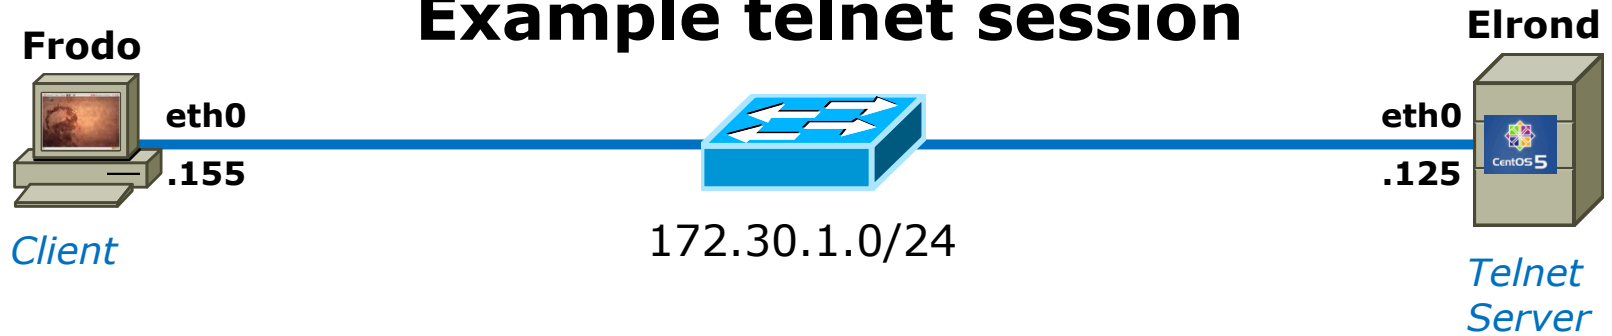 Example telnet session
Frodo
Elrond
eth0
eth0
.155
.125
CentOS 5
172.30.1.0/24
Client
Telnet
Server